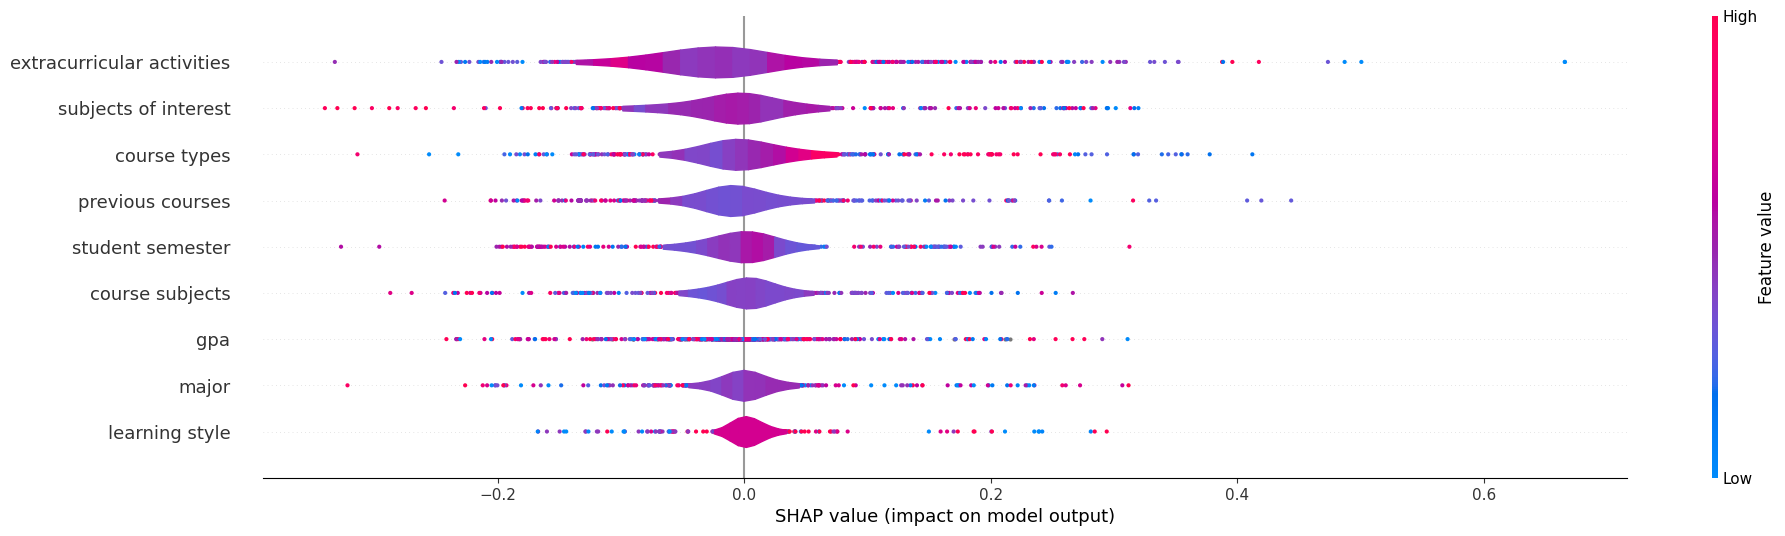 High
extracurricular activities
subjects of interest
course types
previous courses
student semester
course subjects
gpa
major
learning style
Feature value
Low
−0.2
0.0
0.2
0.4
0.6
SHAP value (impact on model output)